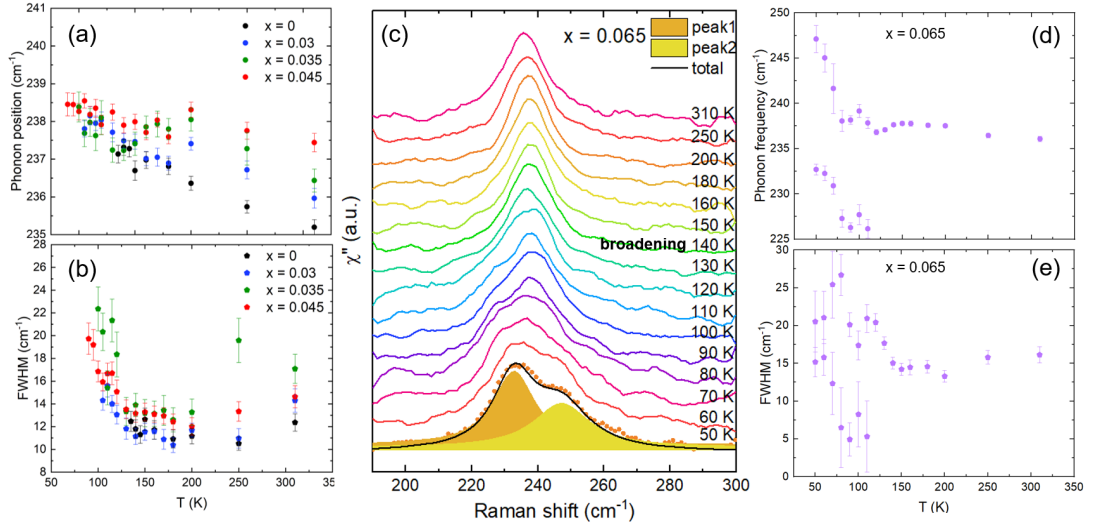 (a)
x = 0
x = 0.03
x = 0.035
x = 0.045
241
240
239
238
237
236
235
Phonon position (cm-1)
(b)
x = 0
x = 0.03
x = 0.035
x = 0.045
28
26
24
22
20
18
16
14
12
10
8
FWHM (cm-1)
50 100 150 200 250 300 350
T (K)
(c)
x = 0.065
peak1
peak2
total
310 K
250 K
200 K
180 K
160 K
150 K
broadening
140 K
130 K
120 K
110 K
100 K
90 K
80 K
70 K
60 K
50 K
χ" (a.u.)
200 220 240 260 280 300
Raman shift (cm-1)
(d)
x = 0.065
250
245
240
235
230
225
Phonon frequency (cm-1)
(e)
x = 0.065
30
25
20
15
10
5
0
FWHM (cm-1)
50 100 150 200 250 300 350
T (K)